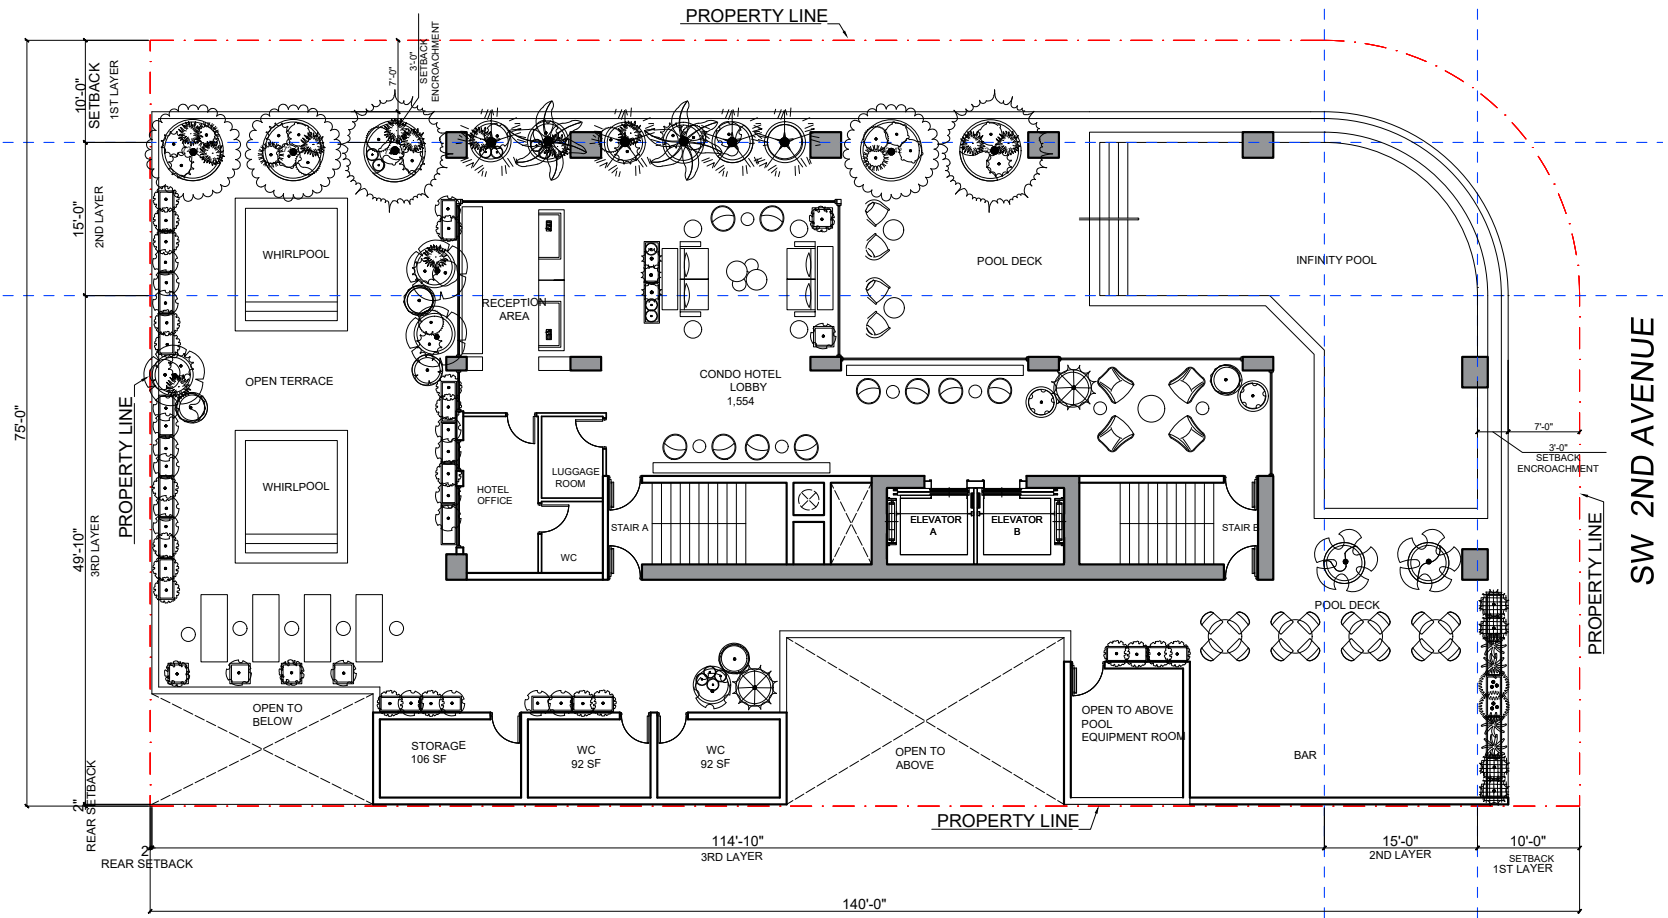 PROPERTY LINE
10'-0"
SETBACK
1ST LAYER
7'-0"
3'-0"
SETBACK
ENCROACHMENT
15'-0"
2ND LAYER
WHIRLPOOL
RECEPTION
AREA
POOL DECK
INFINITY POOL
OPEN TERRACE
CONDO HOTEL
LOBBY
1,554
75'-0"
PROPERTY LINE
SW 2ND AVENUE
7'-0"
3'-0"
SETBACK
ENCROACHMENT
WHIRLPOOL
HOTEL
OFFICE
LUGGAGE
ROOM
WC
STAIR A
ELEVATOR
A
ELEVATOR
B
STAIR B
49'-10"
3RD LAYER
PROPERTY LINE
POOL DECK
OPEN TO
BELOW
STORAGE
106 SF
WC
92 SF
WC
92 SF
OPEN TO
ABOVE
OPEN TO ABOVE
POOL
EQUIPMENT ROOM
BAR
2"
REAR SETBACK
PROPERTY LINE
2"
REAR SETBACK
114'-10"
3RD LAYER
15'-0"
2ND LAYER
10'-0"
SETBACK
1ST LAYER
140'-0"